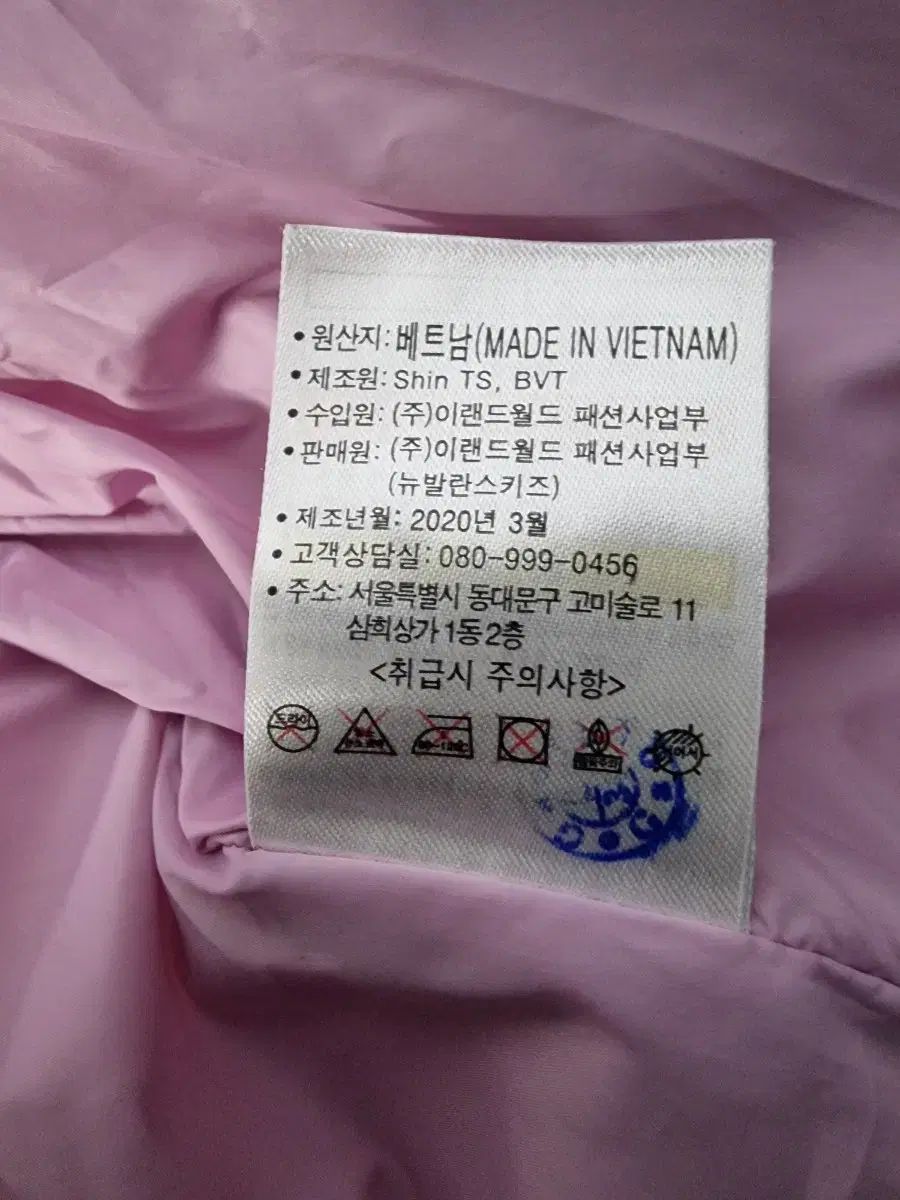 • 원산지: 베트남(MADE IN VIETNAM)
• 제조원: Shin TS, BVT
• 수입원: (주)이랜드월드 패션사업부
• 판매원: (주)이랜드월드 패션사업부
(뉴발란스키즈)
• 제조년월: 2020년 3월
• 고객상담실: 080-999-0456
• 주소: 서울특별시 동대문구 고미술로 11
삼희상가 1동 2층
<취급시 주의사항>
드라이